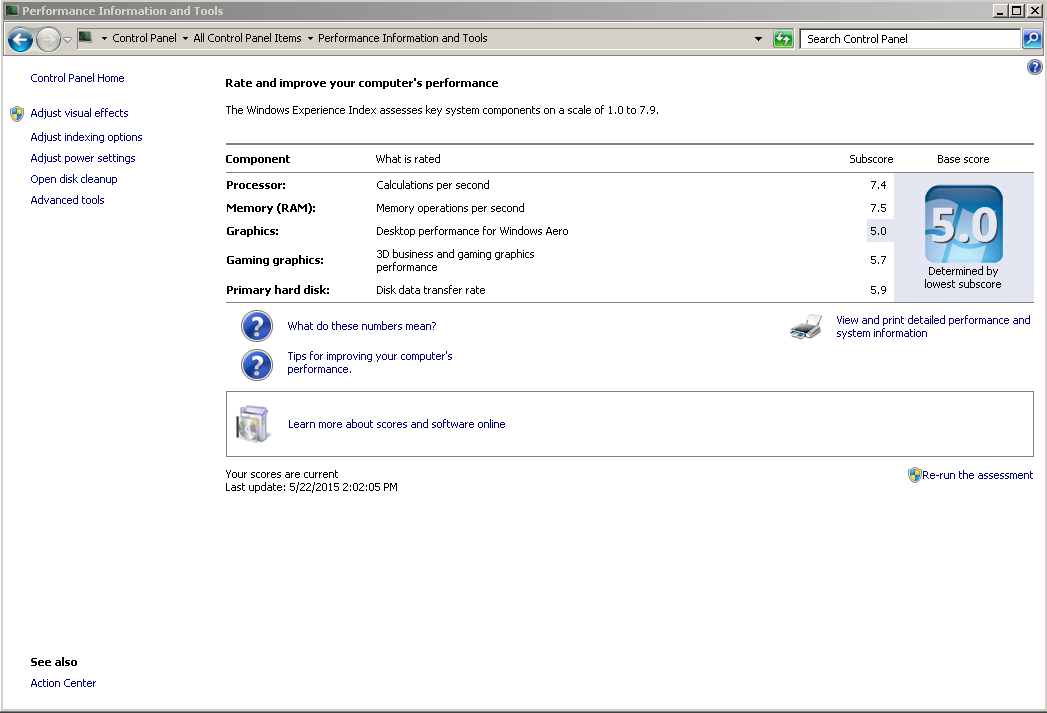 Performance Information and Tools
Control Panel All Control Panel Items Performance Information and Tools
Search Control Panel
Control Panel Home
Adjust visual effects
Adjust indexing options
Adjust power settings
Open disk cleanup
Advanced tools
Rate and improve your computer's performance
The Windows Experience Index assesses key system components on a scale of 1.0 to 7.9.
Component What is rated Subscore Base score
Processor: Calculations per second 7.4
Memory (RAM): Memory operations per second 7.5
Graphics: Desktop performance for Windows Aero 5.0
Gaming graphics: 3D business and gaming graphics
performance 5.7
Primary hard disk: Disk data transfer rate 5.9
5.0
Determined by
lowest subscore
What do these numbers mean?
Tips for improving your computer's
performance.
View and print detailed performance and
system information
Learn more about scores and software online
Your scores are current
Last update: 5/22/2015 2:02:05 PM
Re-run the assessment
See also
Action Center